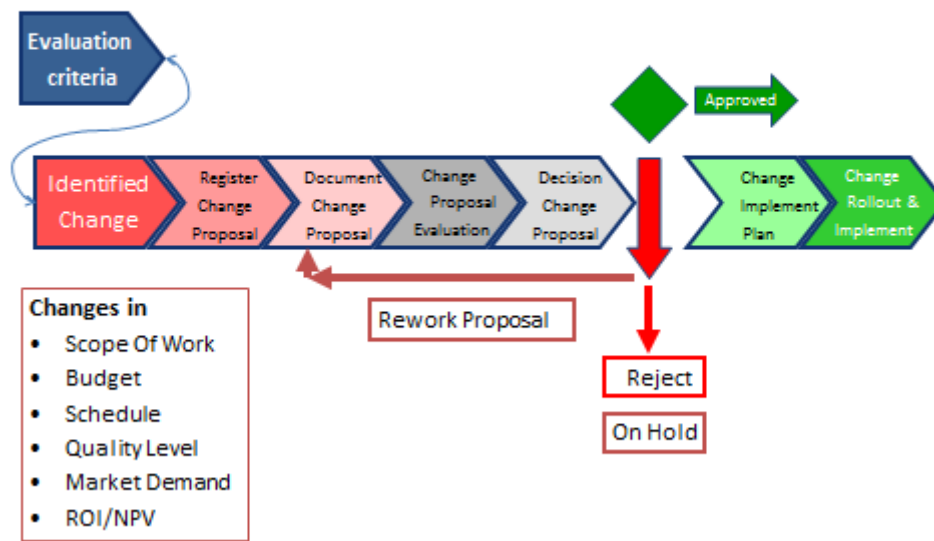 Evaluation
criteria
Approved
Identified
Change
Register
Change
Proposal
Document
Change
Proposal
Change
Proposal
Evaluation
Decision
Change
Proposal
Change
Implement
Plan
Change
Rollout &
Implement
Rework Proposal
Reject
On Hold
Changes in
• Scope Of Work
• Budget
• Schedule
• Quality Level
• Market Demand
• ROI/NPV